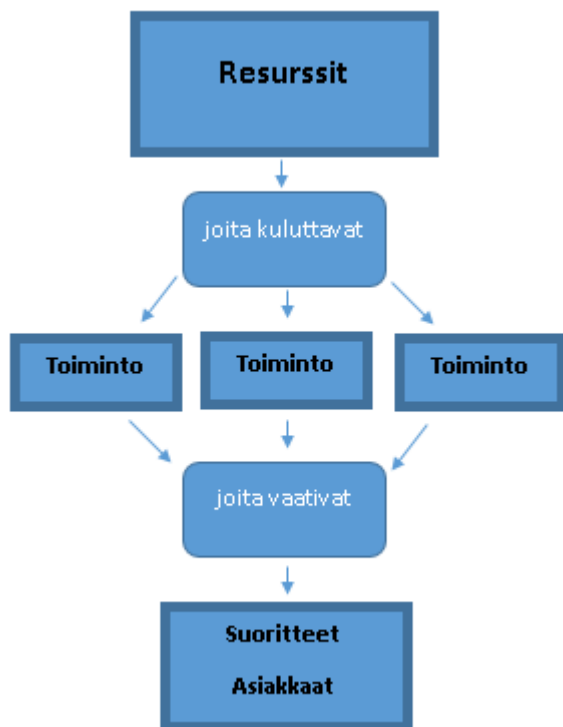 Resurssit
joita kuluttavat
Toiminto
Toiminto
Toiminto
joita vaativat
Suoritteet
Asiakkaat